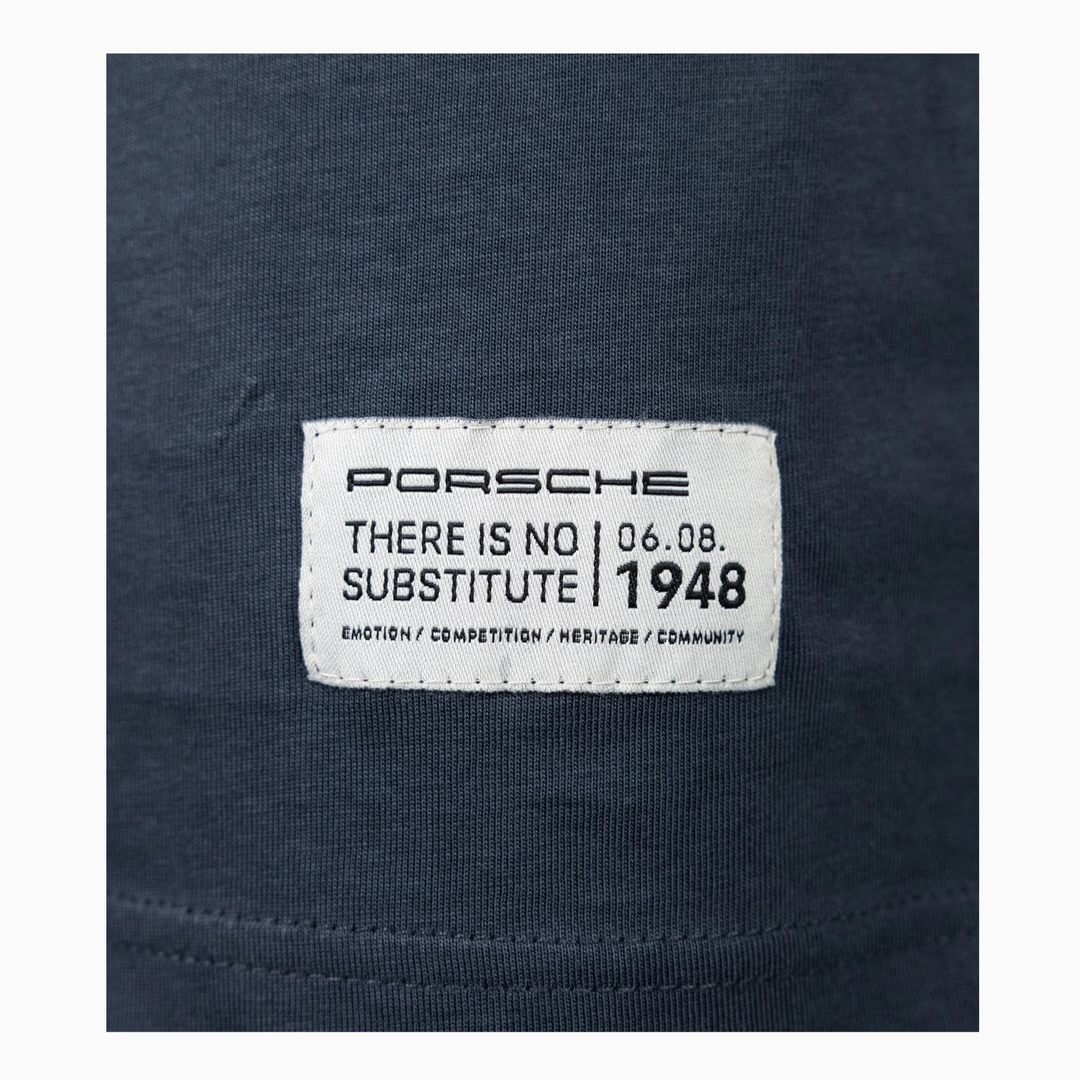 PORSCHE
THERE IS NO
SUBSTITUTE
06.08.
1948
EMOTION / COMPETITION / HERITAGE / COMMUNITY